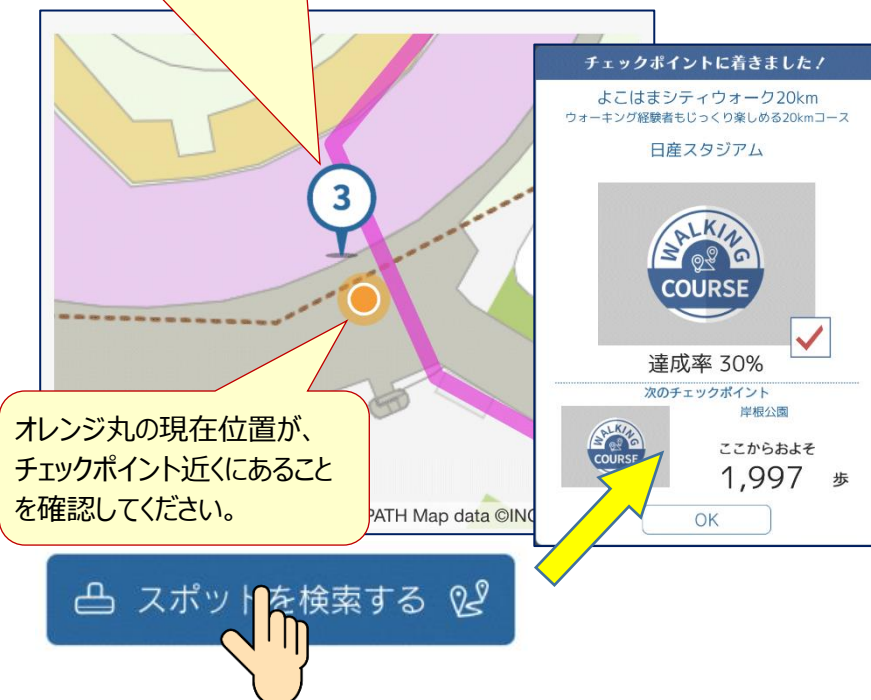 3
オレンジ丸の現在位置が、
チェックポイント近くにあること
を確認してください。
PATH Map data ©INC
スポットを検索する
チェックポイントに着きました!
よこはまシティウォーク20km
ウォーキング経験者もじっくり楽しめる20kmコース
日産スタジアム
WALKING
COURSE
達成率 30%
次のチェックポイント
岸根公園
WALKING
COURSE
ここからおよそ
1,997 歩
OK